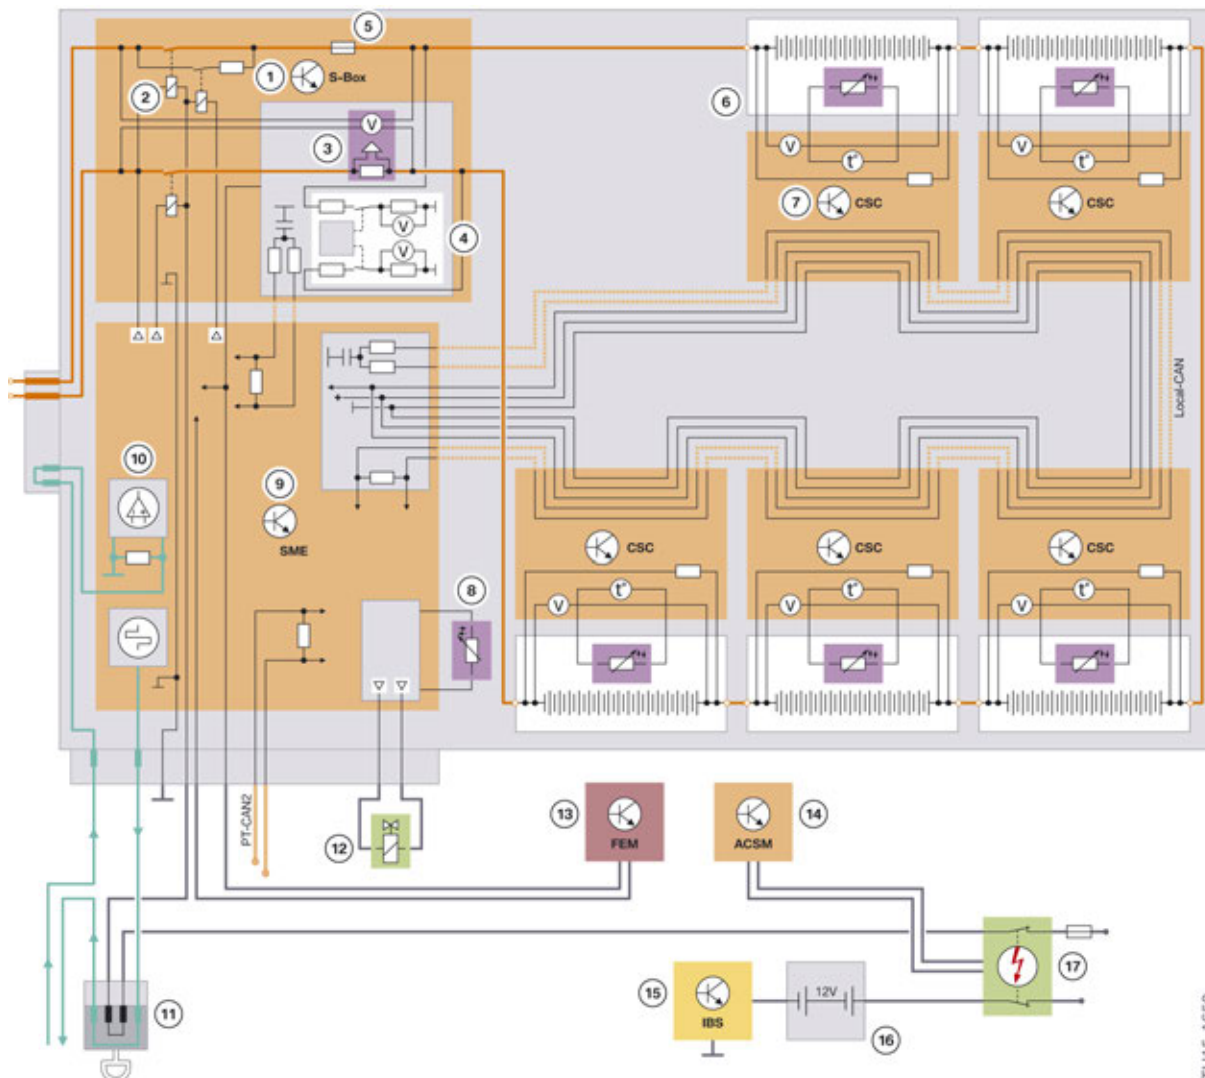 5
1
S-Box
2
V
3
6
V
t°
V
t°
7
CSC
CSC
4
V
V
Local-CAN
10
9
SME
CSC
CSC
CSC
8
t°
t°
t°
V
V
V
PT-CAN2
12
13
FEM
14
ACSM
11
15
IBS
12V
16
17